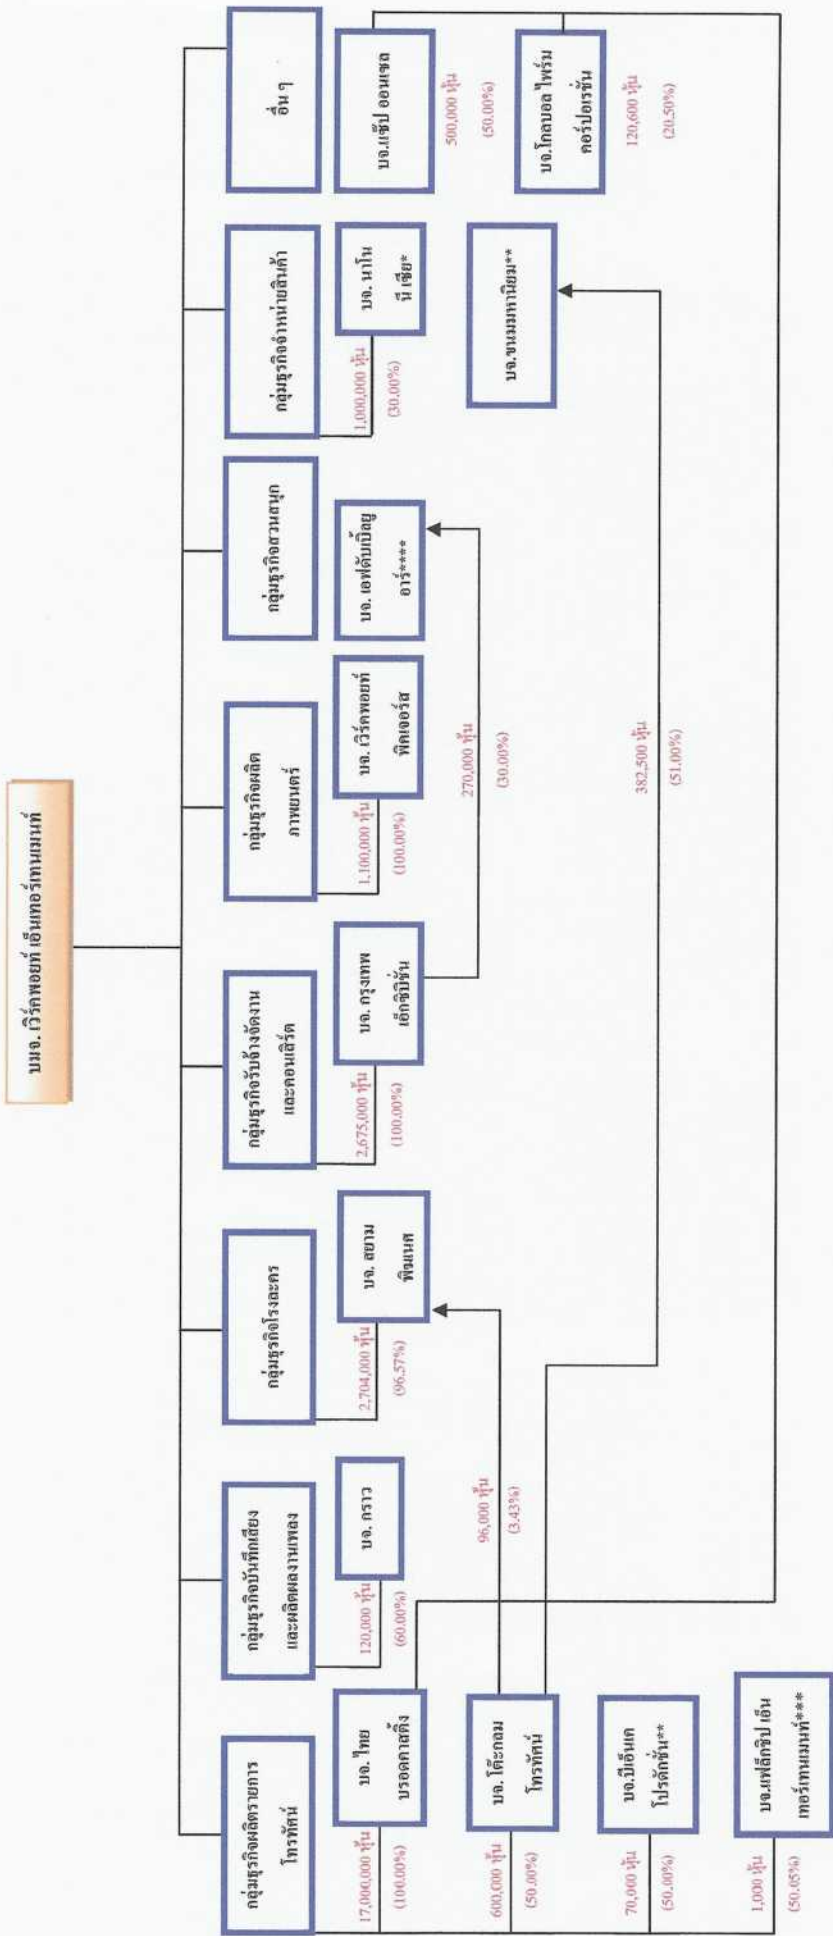 บมจ. เวิร์คพอยท์ เอ็นเทอร์เทนเมนท์
กลุ่มธุรกิจผลิตรายการ
โทรทัศน์
กลุ่มธุรกิจบันทึกเสียง
และผลิตผลงานเพลง
กลุ่มธุรกิจโรงละคร
กลุ่มธุรกิจรับจ้างจัดงาน
และคอนเสิร์ต
กลุ่มธุรกิจผลิต
ภาพยนตร์
กลุ่มธุรกิจสวนสนุก
กลุ่มธุรกิจจำหน่ายสินค้า
อื่น ๆ
17,000,000 หุ้น
(100.00%)
บจ. ไทย
บรอดคาสติ้ง
120,000 หุ้น
(60.00%)
บจ. กราว
2,704,000 หุ้น
(96.57%)
บจ. สยาม
พิฆเนศ
2,675,000 หุ้น
(100.00%)
บจ. กรุงเทพ
เอ็กซิบิชั่น
1,100,000 หุ้น
(100.00%)
บจ. เวิร์คพอยท์
พิคเจอร์ส
บจ. เอฟดับเบิ้ลยู
อาร์****
1,000,000 หุ้น
(30.00%)
บจ. นาโน
นี เซีย*
บจ.แซ๊ป ออนเซล
500,000 หุ้น
(50.00%)
600,000 หุ้น
(50.00%)
บจ. โต๊ะกลม
โทรทัศน์
96,000 หุ้น
(3.43%)
270,000 หุ้น
(30.00%)
บจ.ขนมมหานิยม**
บจ.โกลบอล ไพร์ม
คอร์ปอเรชั่น
120,600 หุ้น
(20.50%)
70,000 หุ้น
(50.00%)
บจ.บีเอ็นเค
โปรดักชั่น**
382,500 หุ้น
(51.00%)
1,000 หุ้น
(50.05%)
บจ.แฟล็กชิป เอ็น
เทอร์เทนเมนท์***